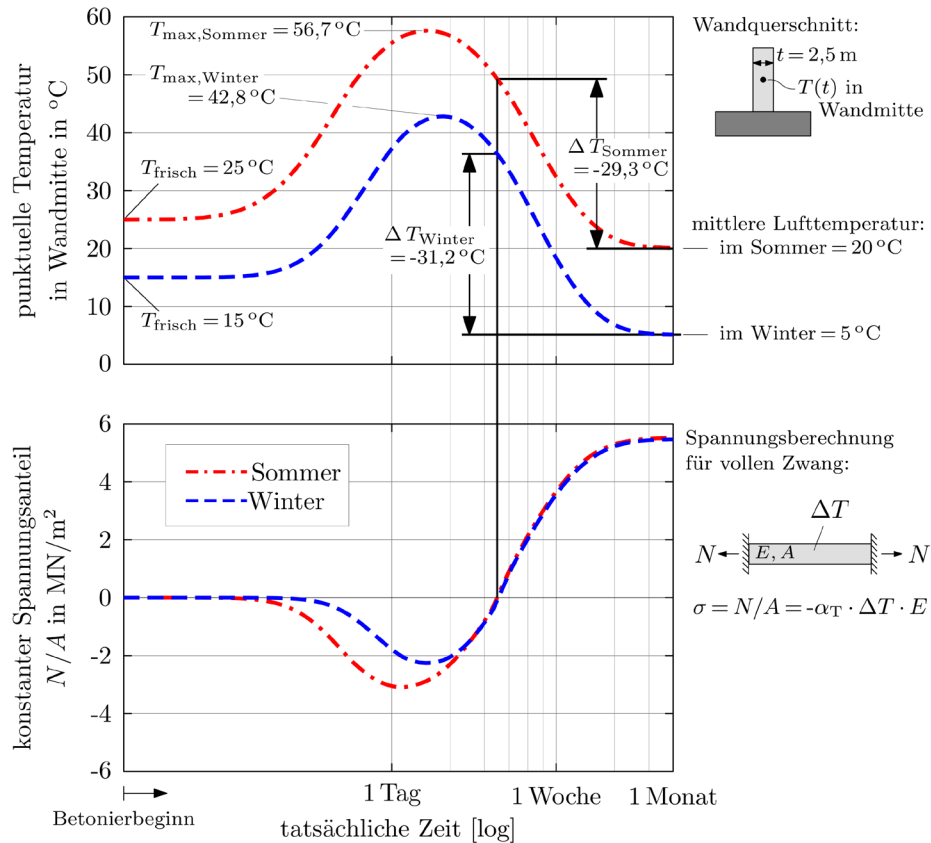 punktuelle Temperatur
in Wandmitte in °C
60
50
40
30
20
10
0
T_max,Sommer = 56,7 °C
T_max,Winter
= 42,8 °C
T_frisch = 25 °C
T_frisch = 15 °C
Δ T_Winter
= -31,2 °C
Δ T_Sommer
= -29,3 °C
Wandquerschnitt:
t = 2,5 m
T(t) in
Wandmitte
mittlere Lufttemperatur:
im Sommer = 20 °C
im Winter = 5 °C
konstanter Spannungsanteil
N/A in MN/m²
6
4
2
0
-2
-4
-6
Sommer
Winter
Spannungsberechnung
für vollen Zwang:
ΔT
N
E, A
N
σ = N/A = -α_T · ΔT · E
1 Tag
1 Woche
1 Monat
Betonierbeginn
tatsächliche Zeit [log]